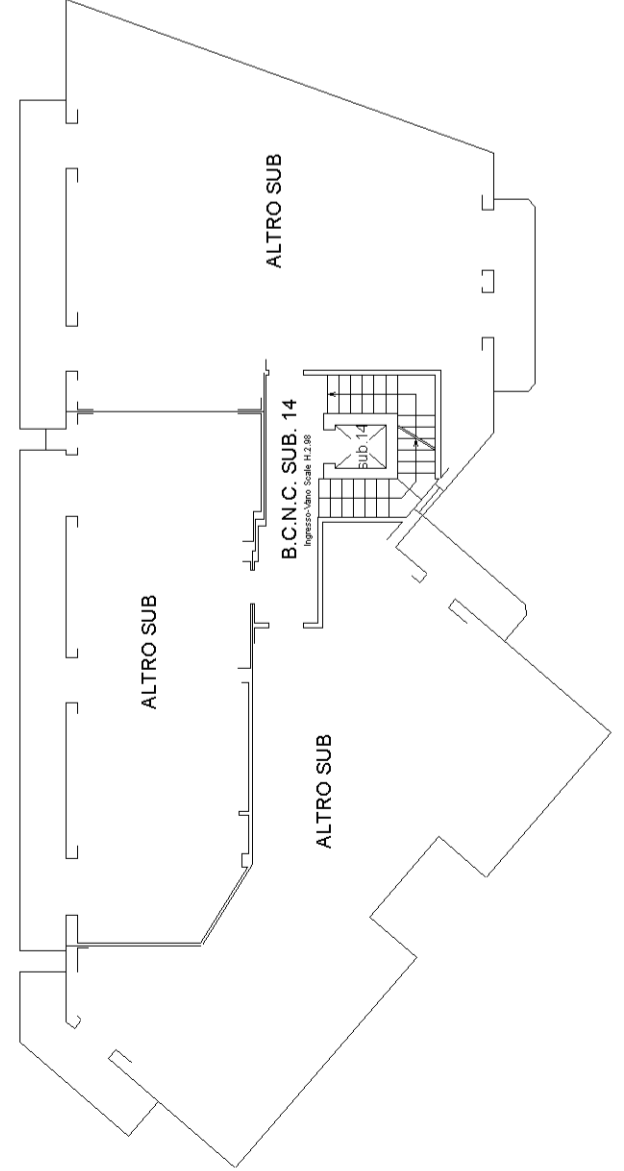 ALTRO SUB
B.C.N.C. SUB. 14
Ingresso-Vano Scale H.2.98
sub.14
ALTRO SUB
ALTRO SUB